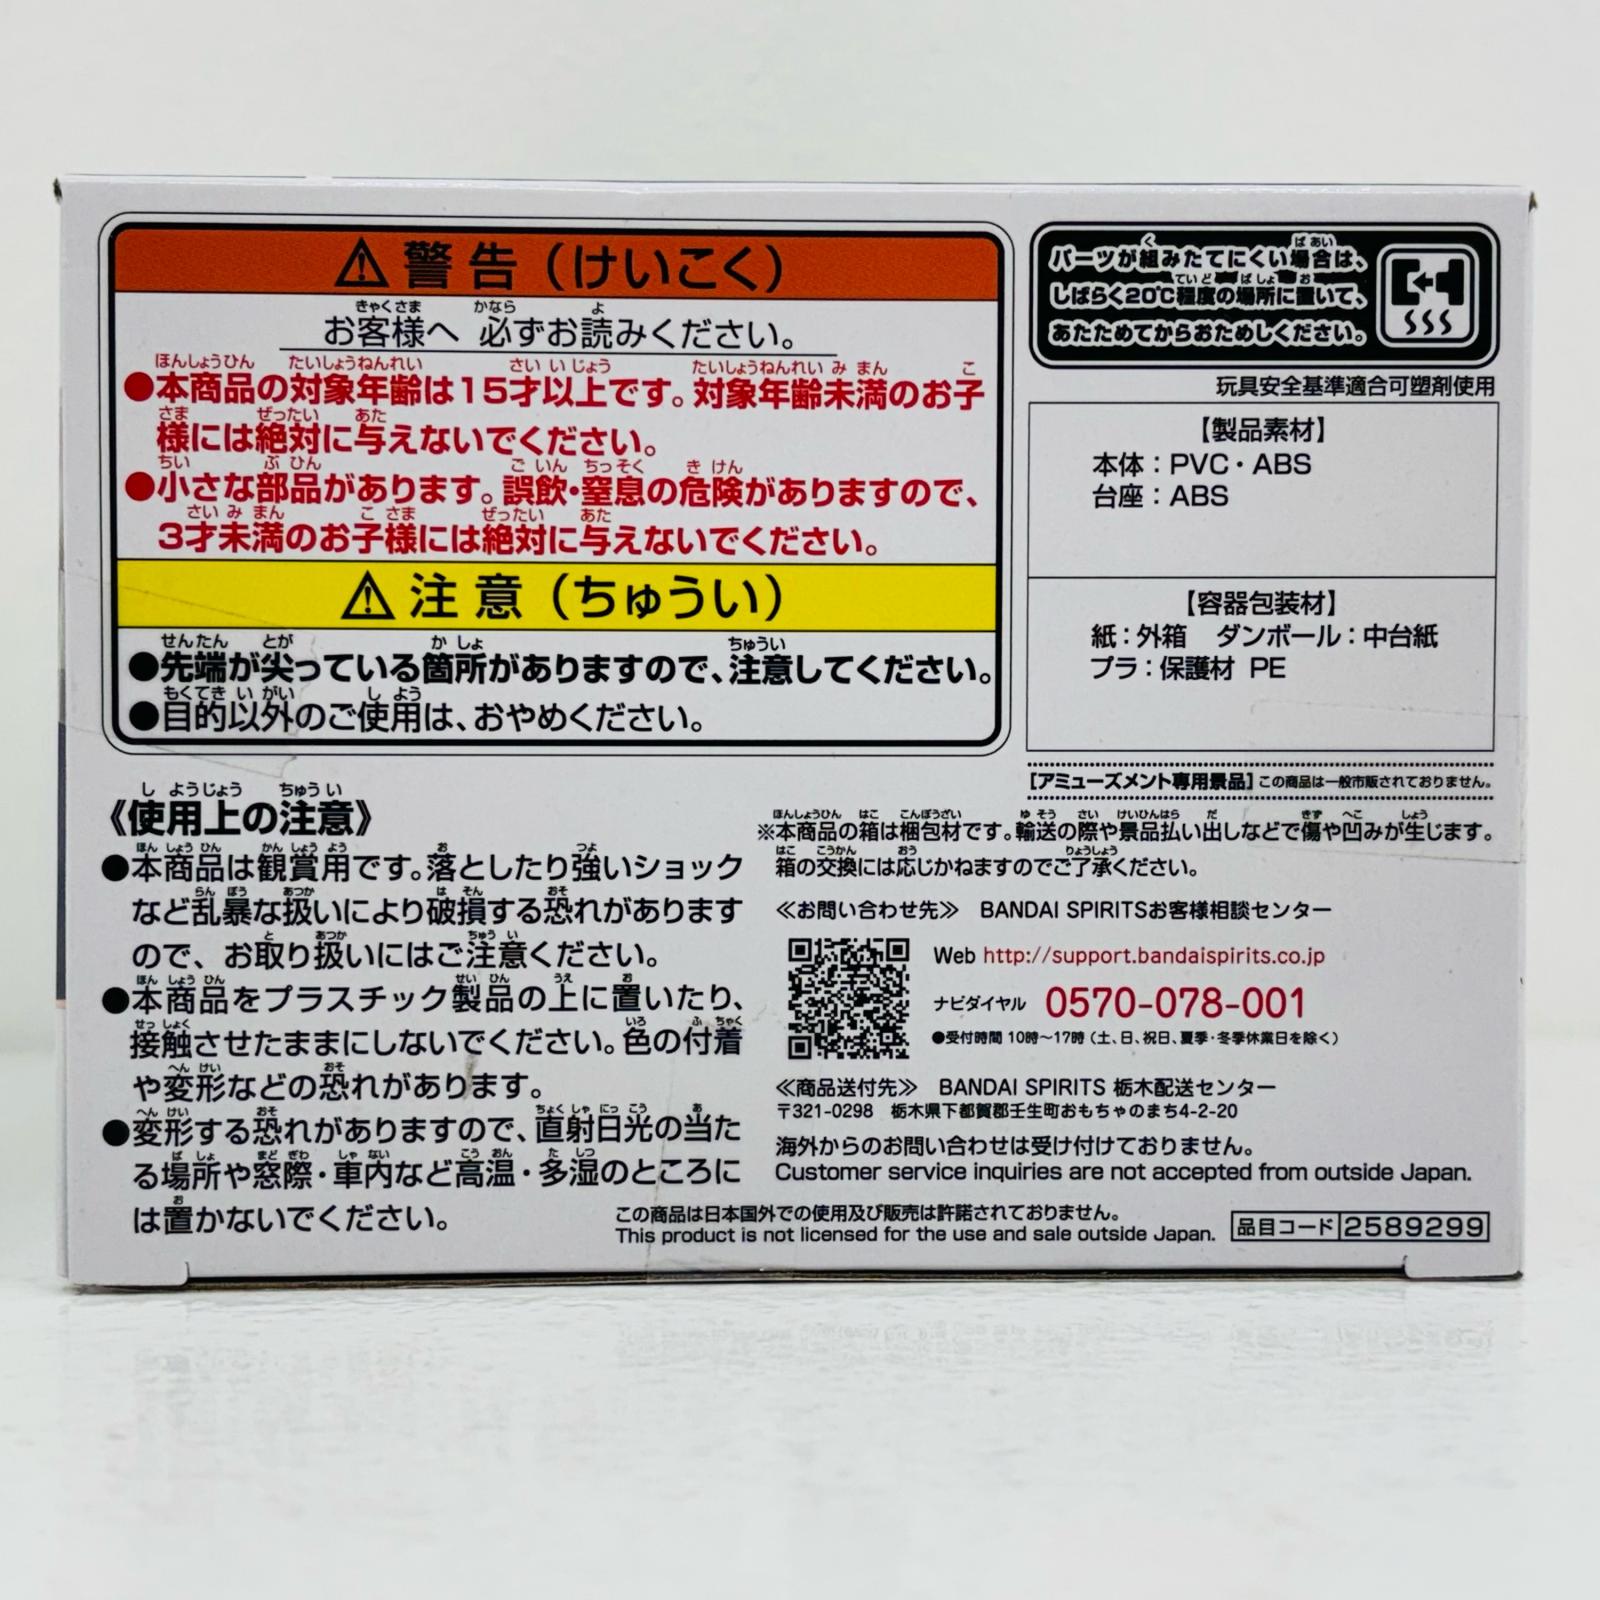 ⚠警告（けいこく）
お客様へ 必ずお読みください。
●本商品の対象年齢は15才以上です。対象年齢未満のお子
様には絶対に与えないでください。
●小さな部品があります。誤飲・窒息の危険がありますので、
3才未満のお子様には絶対に与えないでください。
⚠注意（ちゅうい）
●先端が尖っている箇所がありますので、注意してください。
●目的以外のご使用は、おやめください。
《使用上の注意》
●本商品は観賞用です。落としたり強いショック
など乱暴な扱いにより破損する恐れがあります
ので、お取り扱いにはご注意ください。
●本商品をプラスチック製品の上に置いたり、
接触させたままにしないでください。色の付着
や変形などの恐れがあります。
●変形する恐れがありますので、直射日光の当た
る場所や窓際・車内など高温・多湿のところに
は置かないでください。
パーツが組みたてにくい場合は、
しばらく20℃程度の場所に置いて、
あたためてからおためしください。
玩具安全基準適合可塑剤使用
【製品素材】
本体：PVC・ABS
台座：ABS
【容器包装材】
紙：外箱 ダンボール：中台紙
プラ：保護材 PE
［アミューズメント専用景品］この商品は一般市販されておりません。
※本商品の箱は梱包材です。輸送の際や景品払い出しなどで傷や凹みが生じます。
箱の交換には応じかねますのでご了承ください。
≪お問い合わせ先≫ BANDAI SPIRITSお客様相談センター
Web http://support.bandaispirits.co.jp
ナビダイヤル 0570-078-001
●受付時間 10時～17時（土、日、祝日、夏季・冬季休業日を除く）
≪商品送付先≫ BANDAI SPIRITS 栃木配送センター
〒321-0298 栃木県下都賀郡壬生町おもちゃのまち4-2-20
海外からのお問い合わせは受け付けておりません。
Customer service inquiries are not accepted from outside Japan.
この商品は日本国外での使用及び販売は許諾されておりません。
This product is not licensed for the use and sale outside Japan.
品目コード 2589299